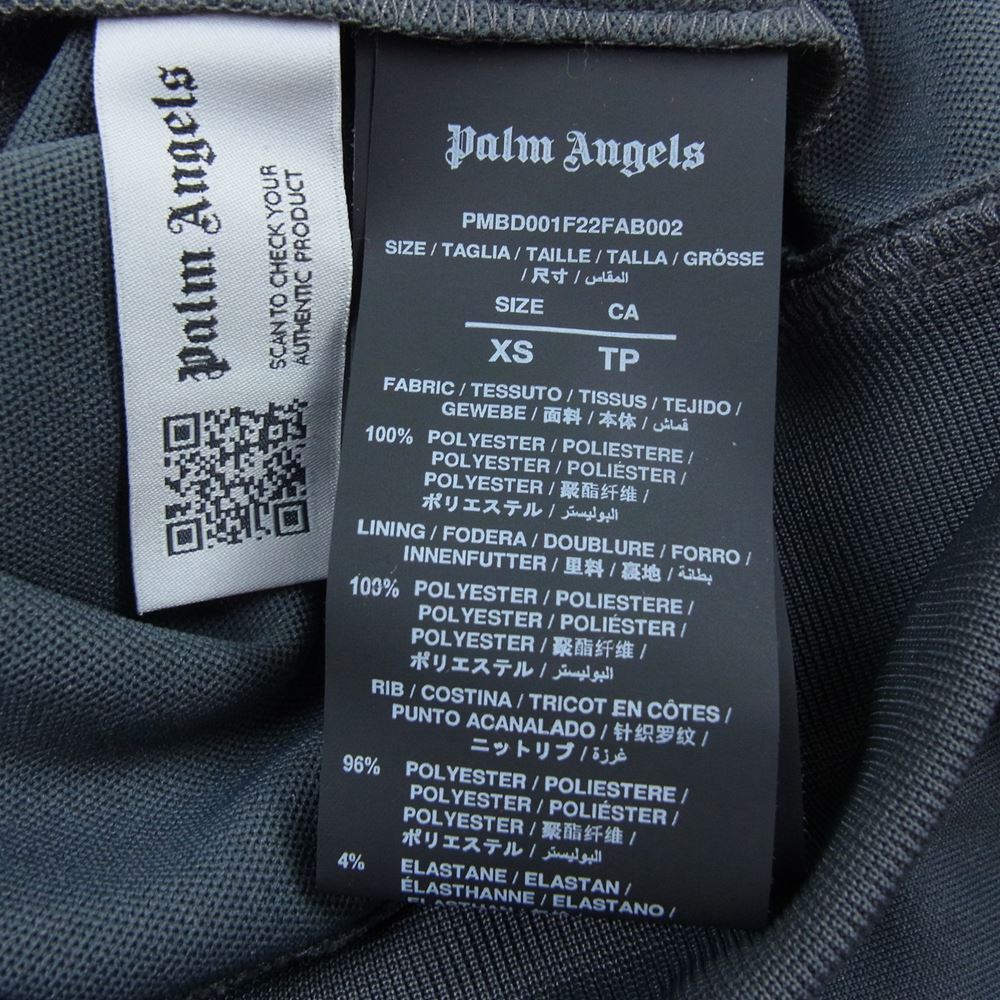 Palm Angels
SCAN TO CHECK YOUR
AUTHENTIC PRODUCT
Palm Angels
PMBD001F22FAB002
SIZE / TAGLIA / TAILLE / TALLA / GRÖSSE
/ 尺寸 / المقاس
SIZE CA
XS TP
FABRIC / TESSUTO / TISSUS / TEJIDO /
GEWEBE / 面料 / 本体 / قماش
100% POLYESTER / POLIESTERE /
POLYESTER / POLIÉSTER /
POLYESTER / 聚酯纤维 /
ポリエステル / البوليستر
LINING / FODERA / DOUBLURE / FORRO /
INNENFUTTER / 里料 / 裏地 / بطانة
100% POLYESTER / POLIESTERE /
POLYESTER / POLIÉSTER /
POLYESTER / 聚酯纤维 /
ポリエステル / البوليستر
RIB / COSTINA / TRICOT EN CÔTES /
PUNTO ACANALADO / 针织罗纹 /
ニットリブ / غرزة
96% POLYESTER / POLIESTERE /
POLYESTER / POLIÉSTER /
POLYESTER / 聚酯纤维 /
ポリエステル / البوليستر
4% ELASTANE / ELASTAN /
ÉLASTHANNE / ELASTANO /